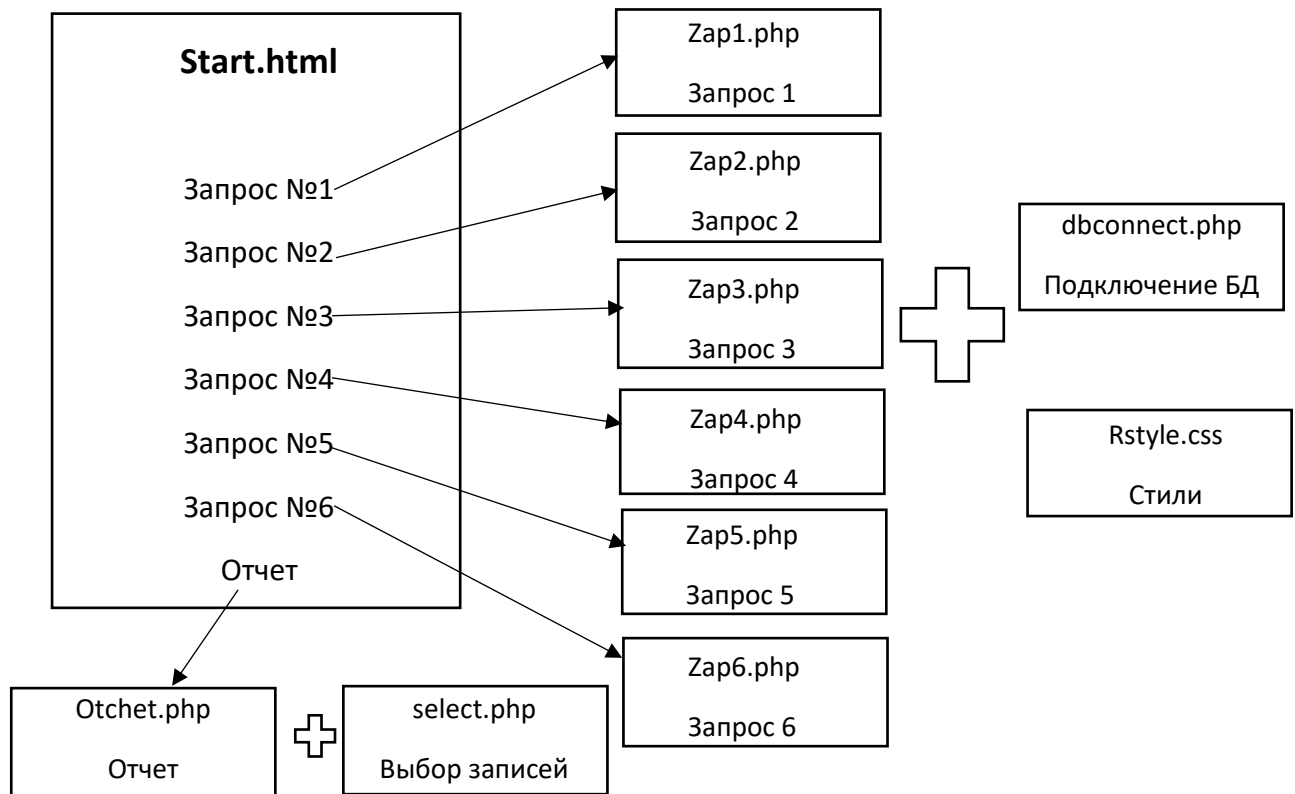 Start.html
Запрос №1
Запрос №2
Запрос №3
Запрос №4
Запрос №5
Запрос №6
Отчет
Zap1.php
Запрос 1
Zap2.php
Запрос 2
Zap3.php
Запрос 3
Zap4.php
Запрос 4
Zap5.php
Запрос 5
Zap6.php
Запрос 6
dbconnect.php
Подключение БД
Rstyle.css
Стили
Otchet.php
Отчет
select.php
Выбор записей